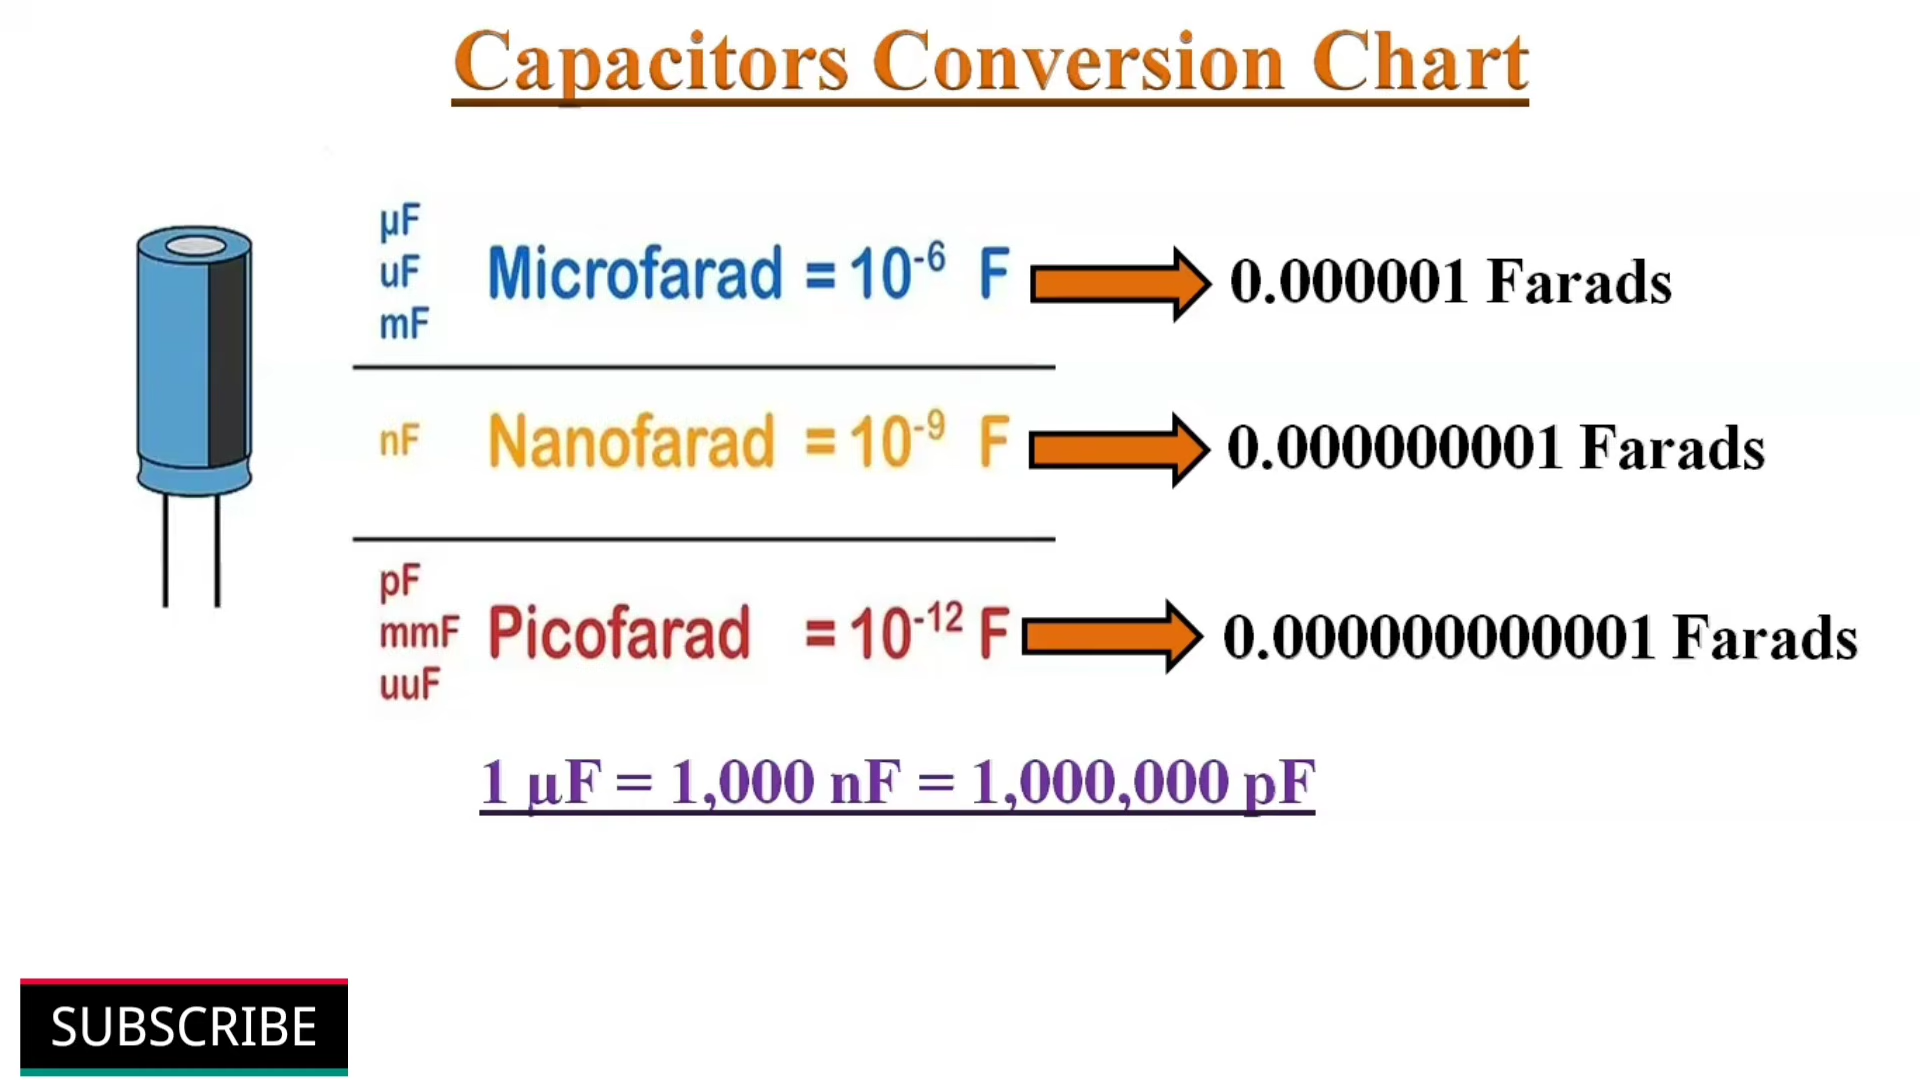 Capacitors Conversion Chart
µF
uF
mF
Microfarad = 10⁻⁶ F
0.000001 Farads
nF
Nanofarad = 10⁻⁹ F
0.000000001 Farads
pF
mmF
uuF
Picofarad = 10⁻¹² F
0.000000000001 Farads
1 µF = 1,000 nF = 1,000,000 pF
SUBSCRIBE